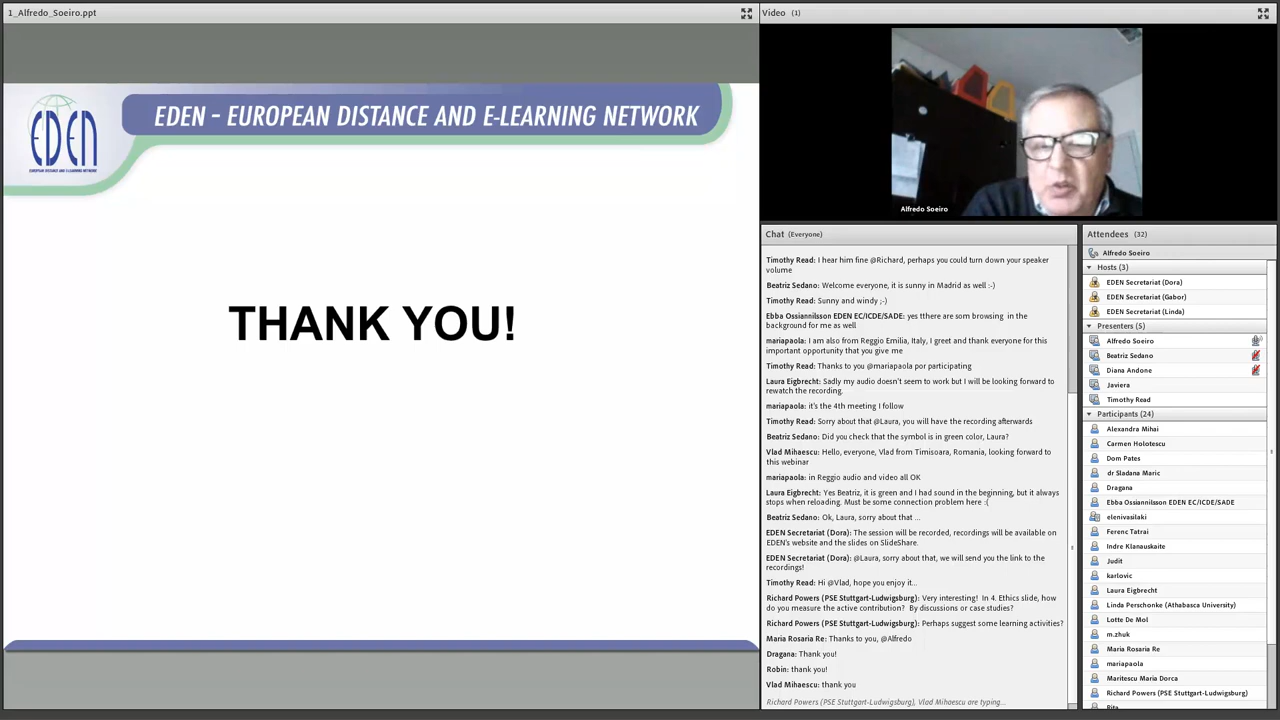 1_Alfredo_Soeiro.ppt
EDEN
EUROPEAN DISTANCE AND E-LEARNING NETWORK
EDEN - EUROPEAN DISTANCE AND E-LEARNING NETWORK
THANK YOU!
Video (1)
Alfredo Soeiro
Chat (Everyone)
Timothy Read: I hear him fine @Richard, perhaps you could turn down your speaker
volume
Beatriz Sedano: Welcome everyone, it is sunny in Madrid as well :-)
Timothy Read: Sunny and windy ;-)
Ebba Ossiannilsson EDEN EC/ICDE/SADE: yes tthere are som browsing in the
background for me as well
mariapaola: I am also from Reggio Emilia, Italy, I greet and thank everyone for this
important opportunity that you give me
Timothy Read: Thanks to you @mariapaola por participating
Laura Eigbrecht: Sadly my audio doesn't seem to work but I will be looking forward to
rewatch the recording.
mariapaola: it's the 4th meeting I follow
Timothy Read: Sorry about that @Laura, you will have the recording afterwards
Beatriz Sedano: Did you check that the symbol is in green color, Laura?
Vlad Mihaescu: Hello, everyone, Vlad from Timisoara, Romania, looking forward to
this webinar
mariapaola: in Reggio audio and video all OK
Laura Eigbrecht: Yes Beatriz, it is green and I had sound in the beginning, but it always
stops when reloading. Must be some connection problem here :(
Beatriz Sedano: Ok, Laura, sorry about that ...
EDEN Secretariat (Dora): The session will be recorded, recordings will be available on
EDEN's website and the slides on SlideShare.
EDEN Secretariat (Dora): @Laura, sorry about that, we will send you the link to the
recordings!
Timothy Read: Hi @Vlad, hope you enjoy it...
Richard Powers (PSE Stuttgart-Ludwigsburg): Very interesting! In 4. Ethics slide, how
do you measure the active contribution? By discussions or case studies?
Richard Powers (PSE Stuttgart-Ludwigsburg): Perhaps suggest some learning activities?
Maria Rosaria Re: Thanks to you, @Alfredo
Dragana: Thank you!
Robin: thank you!
Vlad Mihaescu: thank you
Richard Powers (PSE Stuttgart-Ludwigsburg), Vlad Mihaescu are typing...
Attendees (32)
Alfredo Soeiro
Hosts (3)
EDEN Secretariat (Dora)
EDEN Secretariat (Gabor)
EDEN Secretariat (Linda)
Presenters (5)
Alfredo Soeiro
Beatriz Sedano
Diana Andone
Javiera
Timothy Read
Participants (24)
Alexandra Mihai
Carmen Holotescu
Dom Pates
dr Sladana Maric
Dragana
Ebba Ossiannilsson EDEN EC/ICDE/SADE
elenivasilaki
Ferenc Tatrai
Indre Klanauskaite
Judit
karlovic
Laura Eigbrecht
Linda Pershonke (Athabasca University)
Lotte De Mol
m.zhuk
Maria Rosaria Re
mariapaola
Maritescu Maria Dorca
Richard Powers (PSE Stuttgart-Ludwigsburg)
Rita